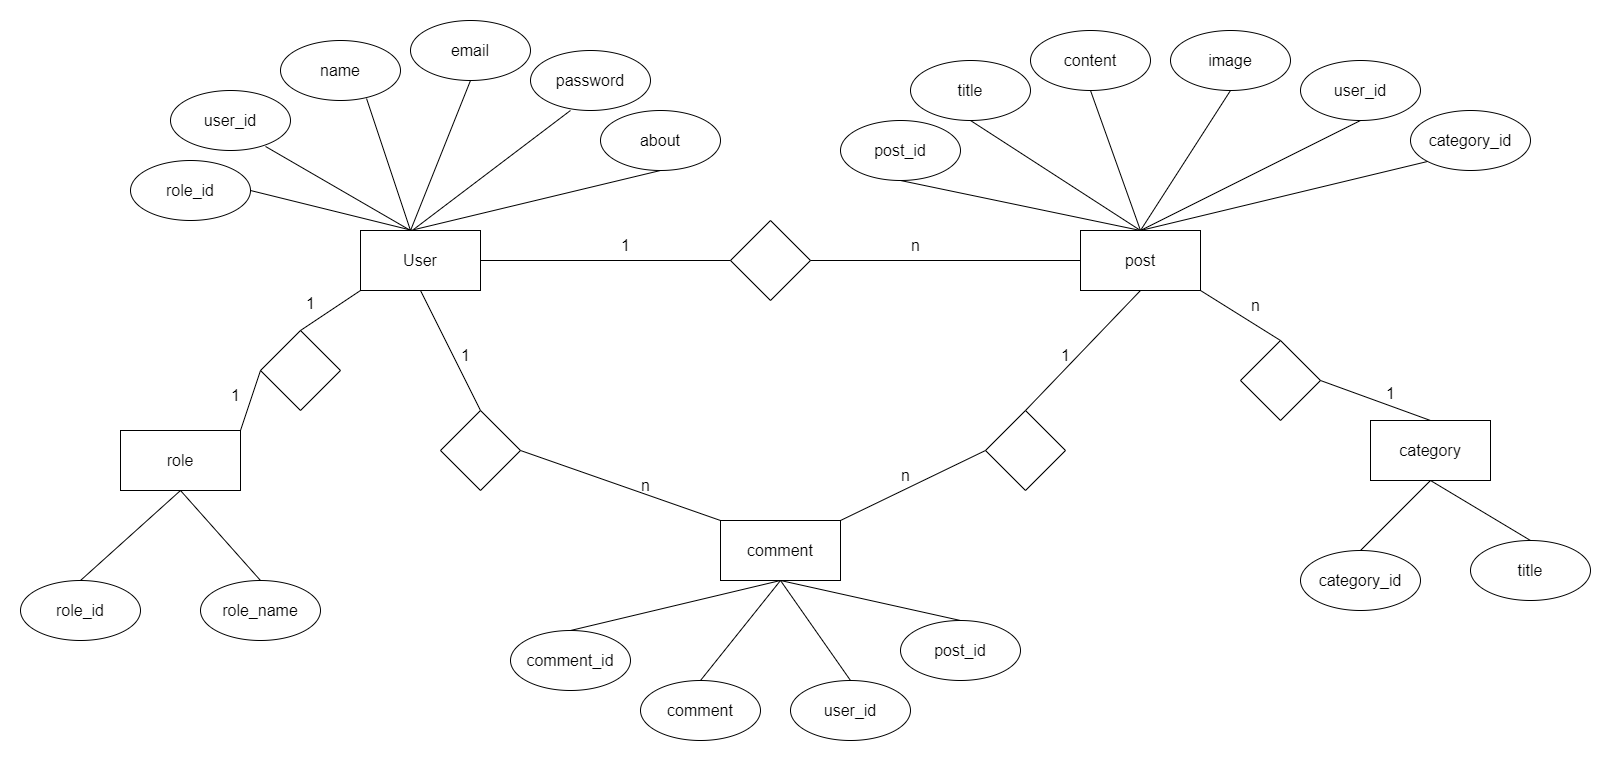 email
name
content
image
password
title
user_id
user_id
about
category_id
post_id
role_id
1
n
User
post
1
n
1
1
1
1
category
role
n
n
comment
category_id
title
role_id
role_name
post_id
comment_id
comment
user_id